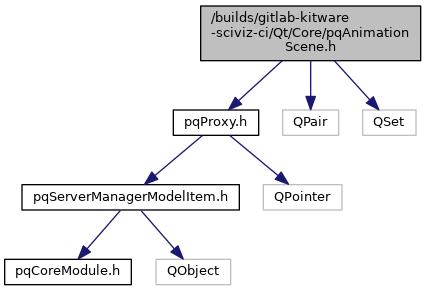 /builds/gitlab-kitware
-sciviz-ci/Qt/Core/pqAnimation
Scene.h
pqProxy.h
QPair
QSet
pqServerManagerModelItem.h
QPointer
pqCoreModule.h
QObject